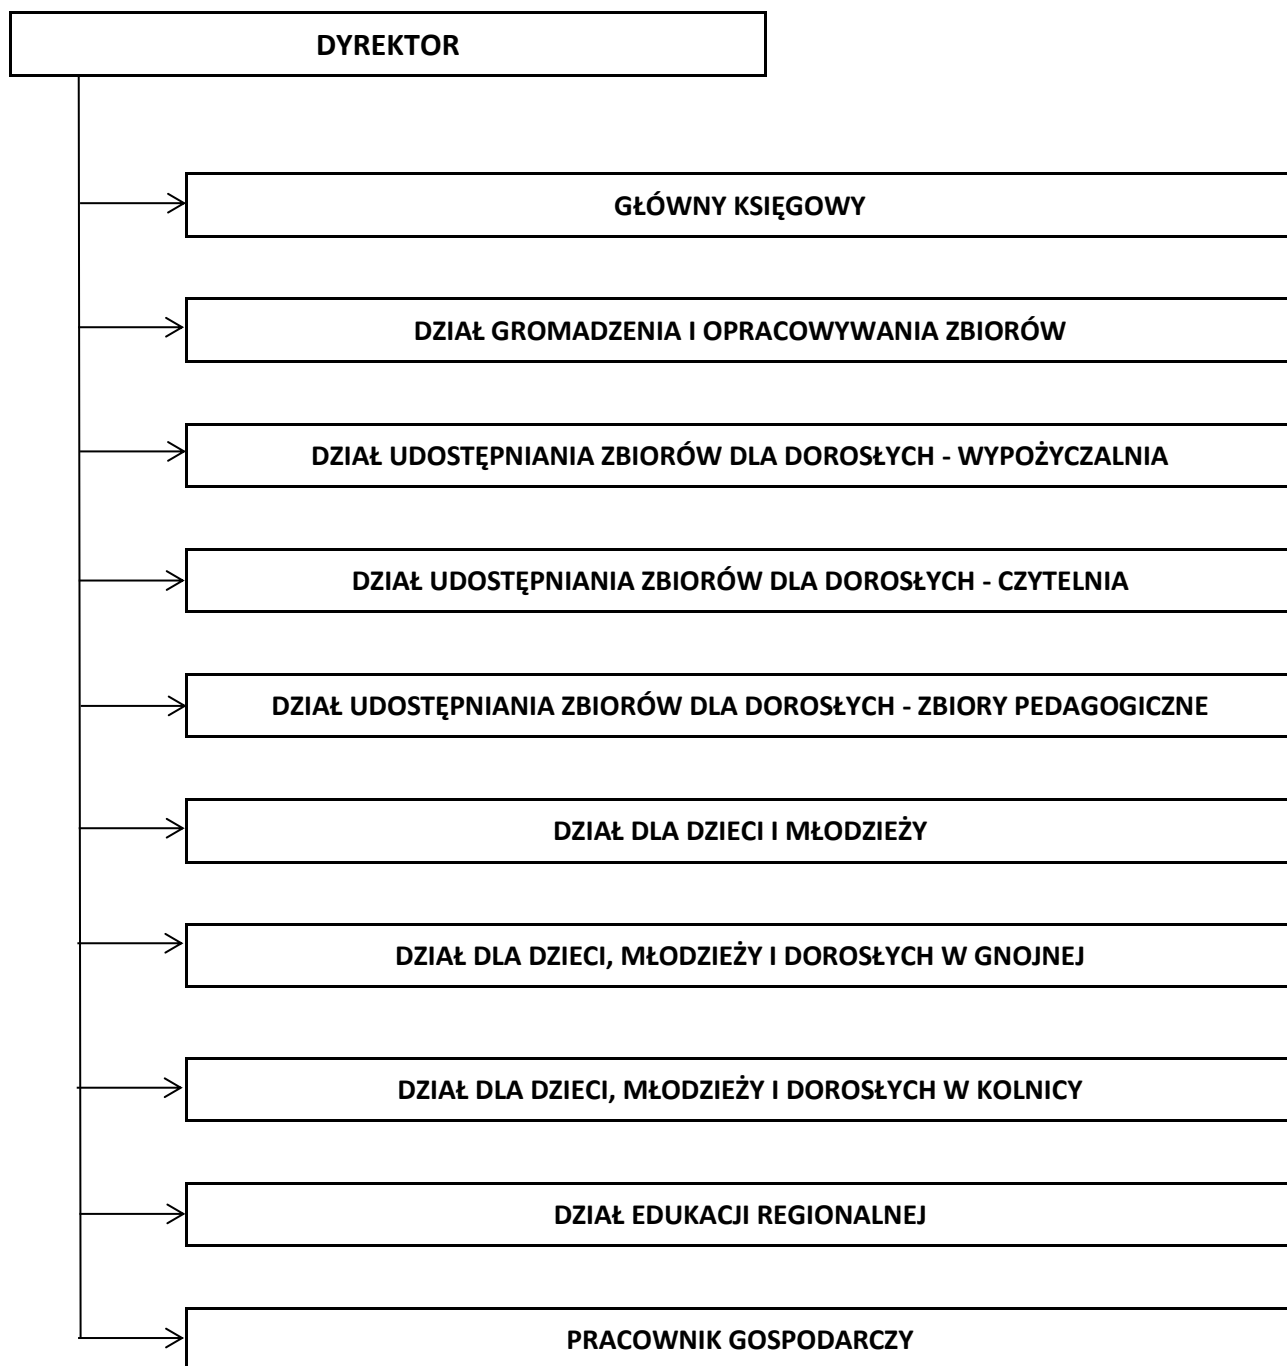 DYREKTOR
GŁÓWNY KSIĘGOWY
DZIAŁ GROMADZENIA I OPRACOWYWANIA ZBIORÓW
DZIAŁ UDOSTĘPNIANIA ZBIORÓW DLA DOROSŁYCH - WYPOŻYCZALNIA
DZIAŁ UDOSTĘPNIANIA ZBIORÓW DLA DOROSŁYCH - CZYTELNIA
DZIAŁ UDOSTĘPNIANIA ZBIORÓW DLA DOROSŁYCH - ZBIORY PEDAGOGICZNE
DZIAŁ DLA DZIECI I MŁODZIEŻY
DZIAŁ DLA DZIECI, MŁODZIEŻY I DOROSŁYCH W GNOJNEJ
DZIAŁ DLA DZIECI, MŁODZIEŻY I DOROSŁYCH W KOLNICY
DZIAŁ EDUKACJI REGIONALNEJ
PRACOWNIK GOSPODARCZY